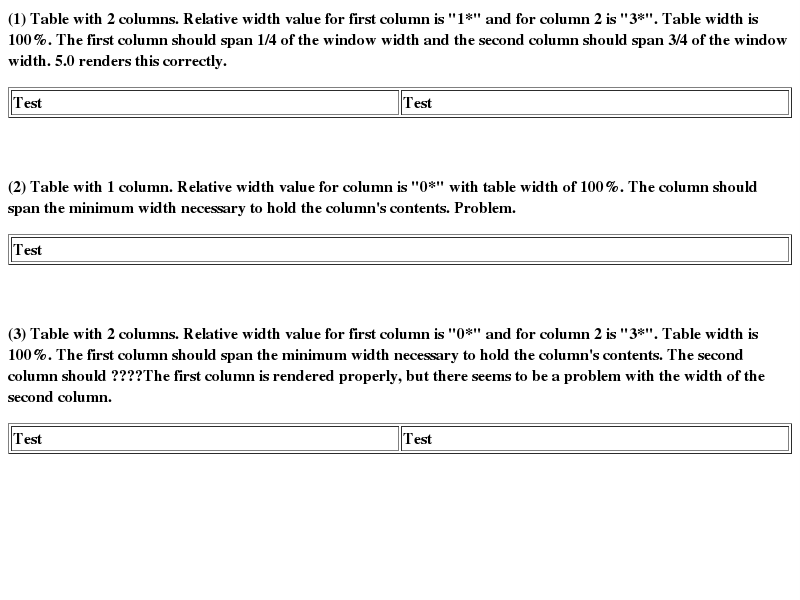 (1) Table with 2 columns. Relative width value for first column is "1*" and for column 2 is "3*". Table width is
100%. The first column should span 1/4 of the window width and the second column should span 3/4 of the window
width. 5.0 renders this correctly.
Test Test
(2) Table with 1 column. Relative width value for column is "0*" with table width of 100%. The column should
span the minimum width necessary to hold the column's contents. Problem.
Test
(3) Table with 2 columns. Relative width value for first column is "0*" and for column 2 is "3*". Table width is
100%. The first column should span the minimum width necessary to hold the column's contents. The second
column should ????The first column is rendered properly, but there seems to be a problem with the width of the
second column.
Test Test